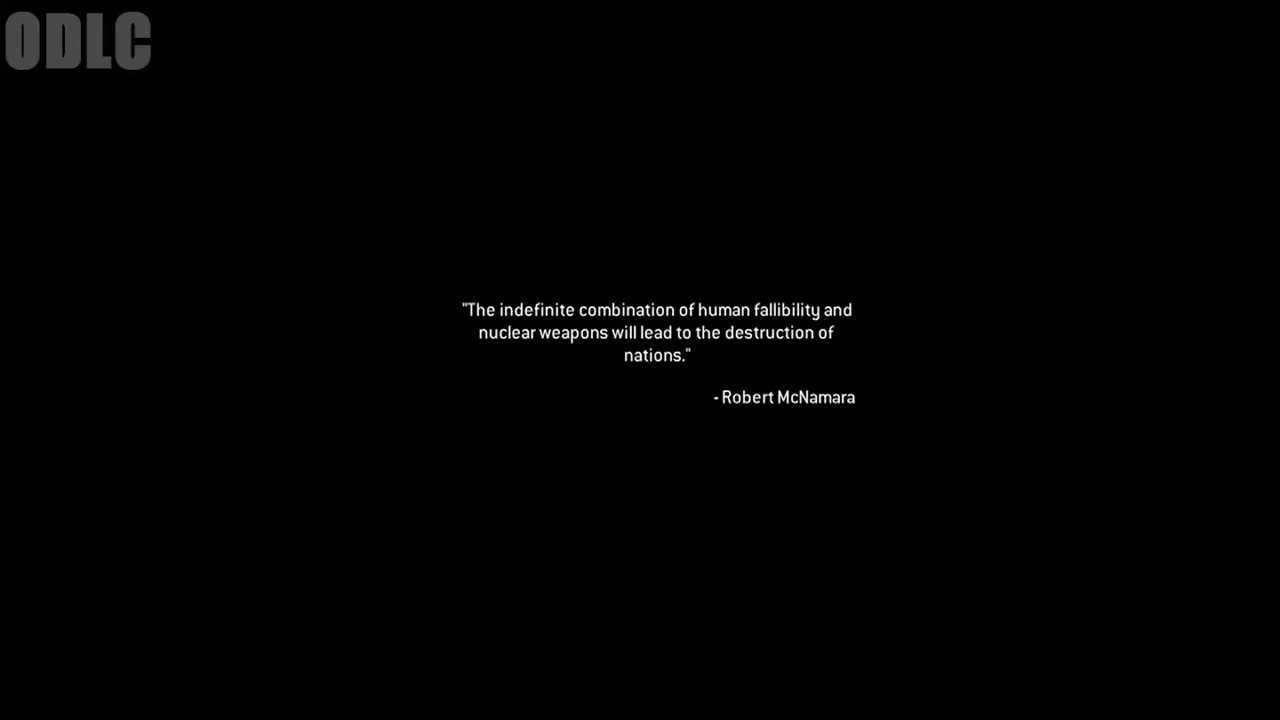 ODLC
"The indefinite combination of human fallibility and
nuclear weapons will lead to the destruction of
nations."
- Robert McNamara